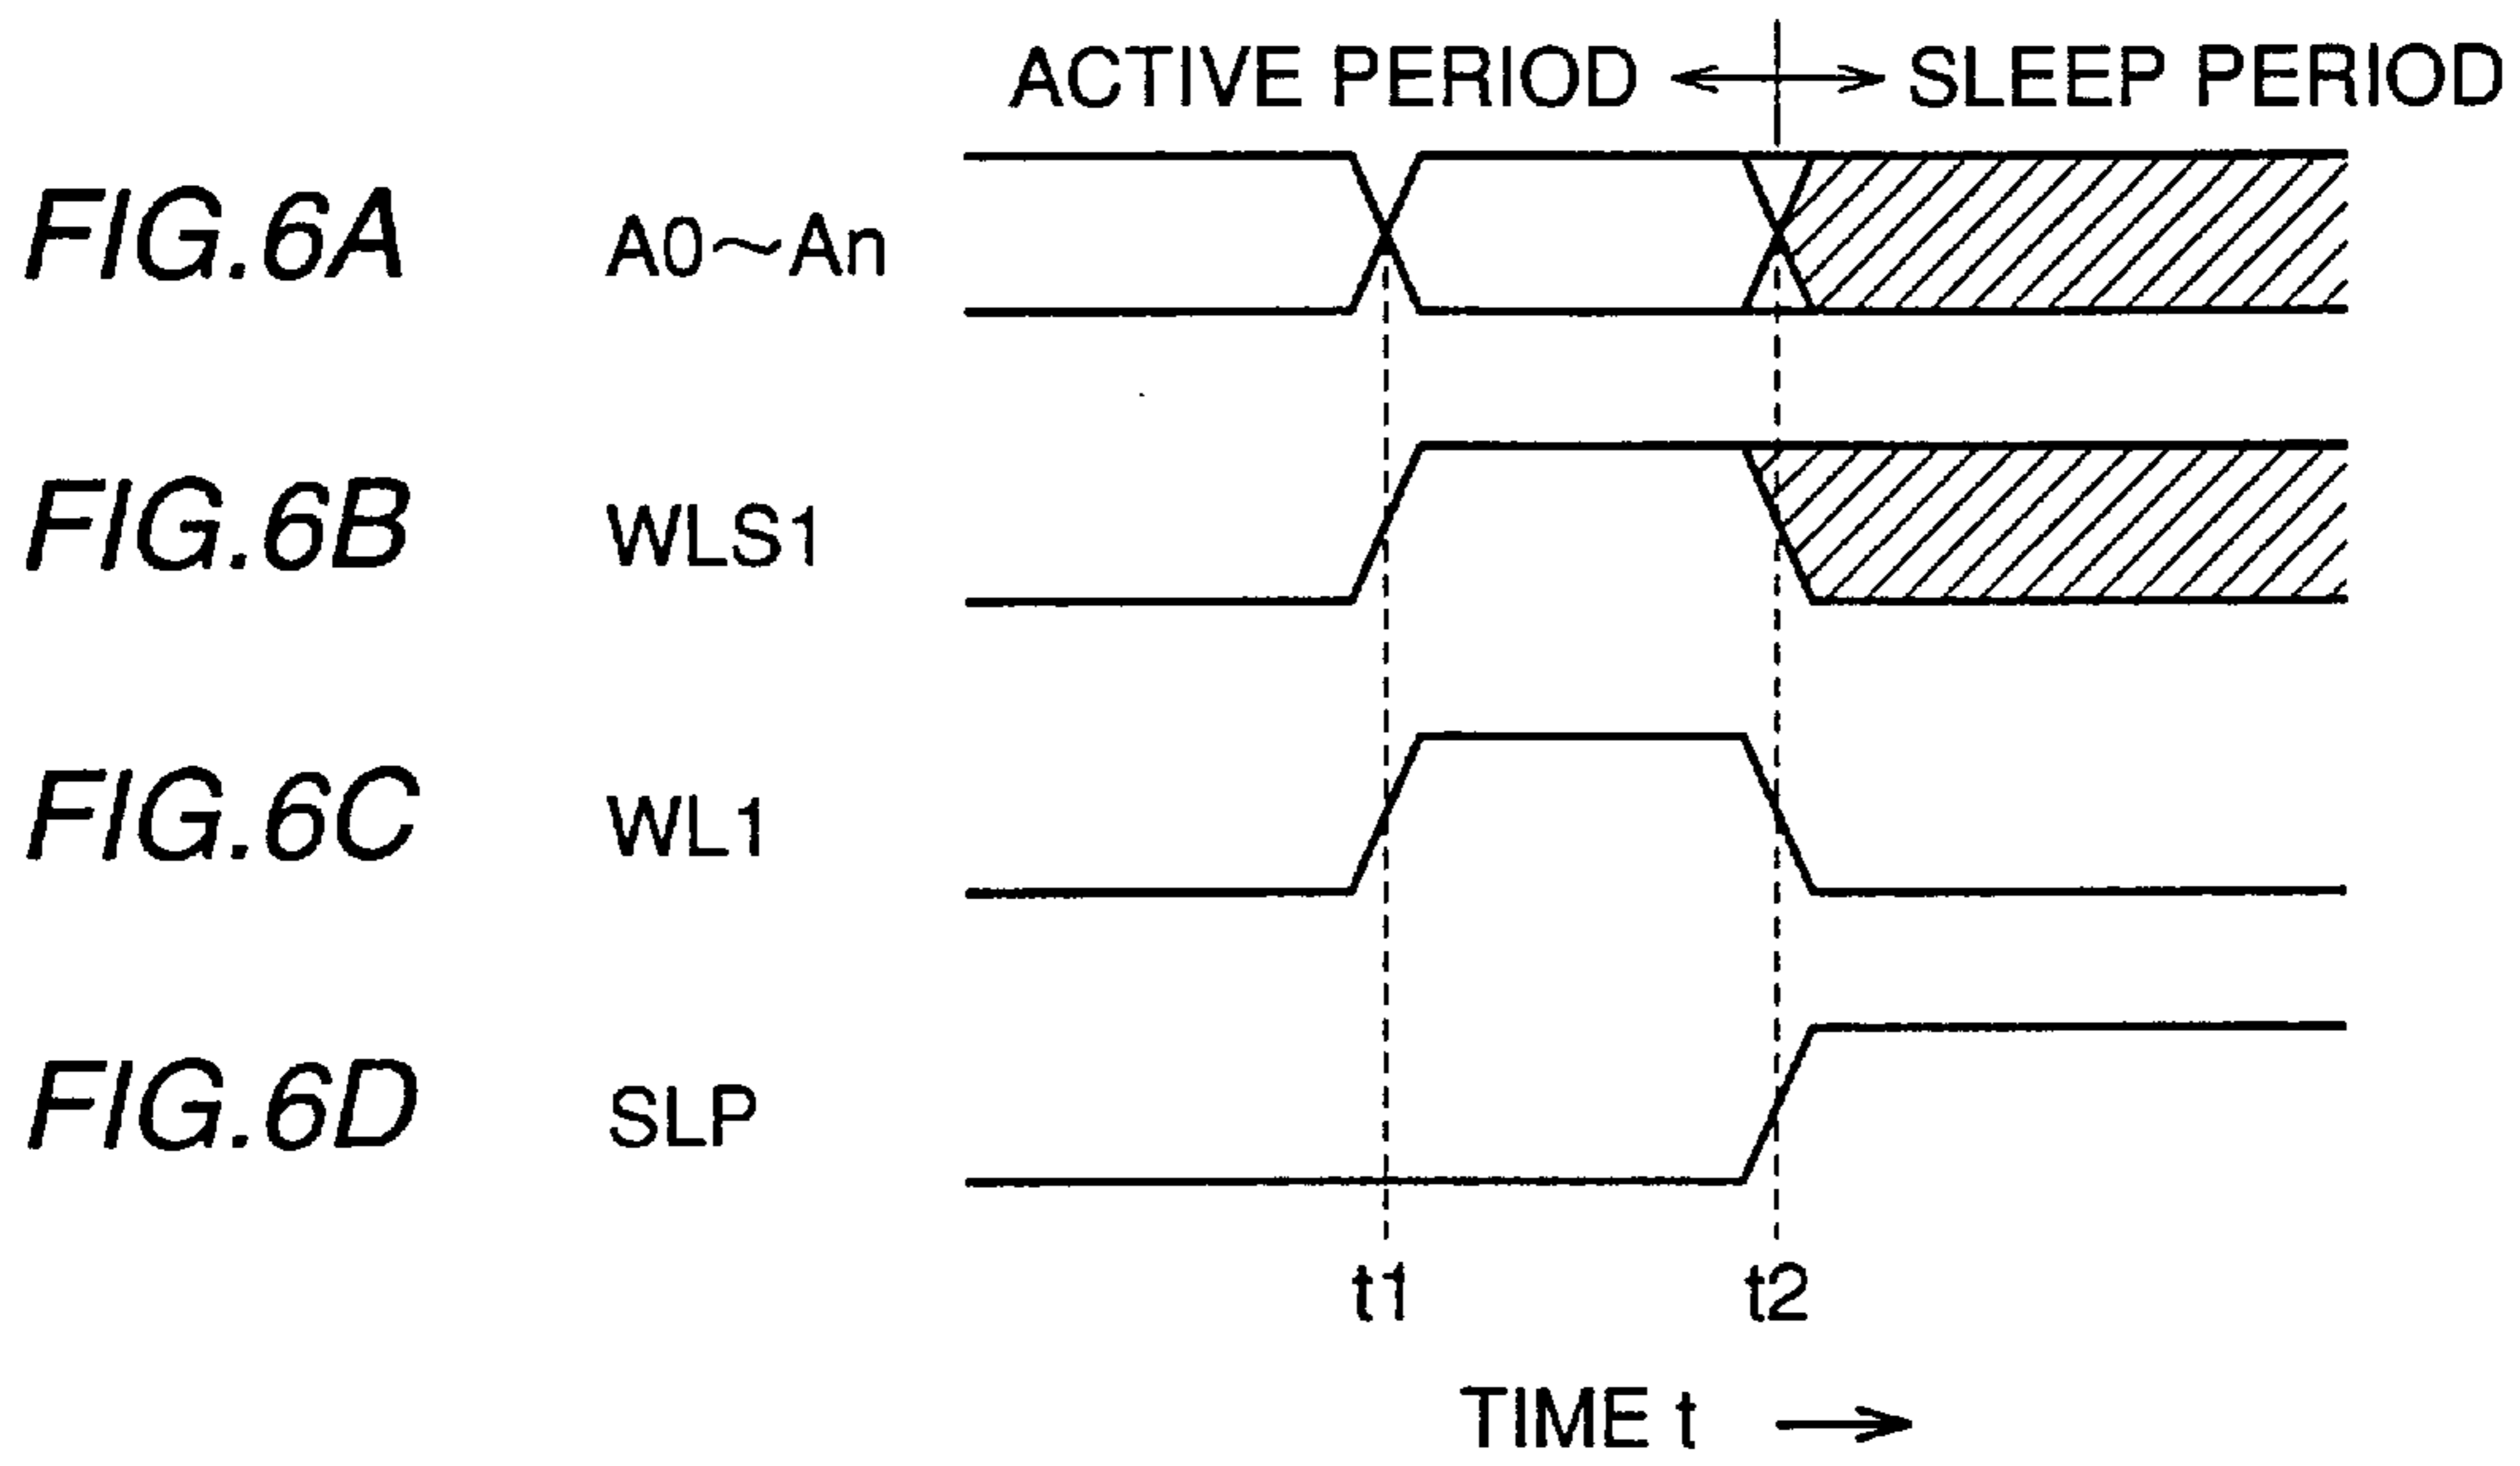 ACTIVE PERIOD SLEEP PERIOD
FIG.6A A0~An
FIG.6B WLS1
FIG.6C WL1
FIG.6D SLP
t1 t2
TIME t